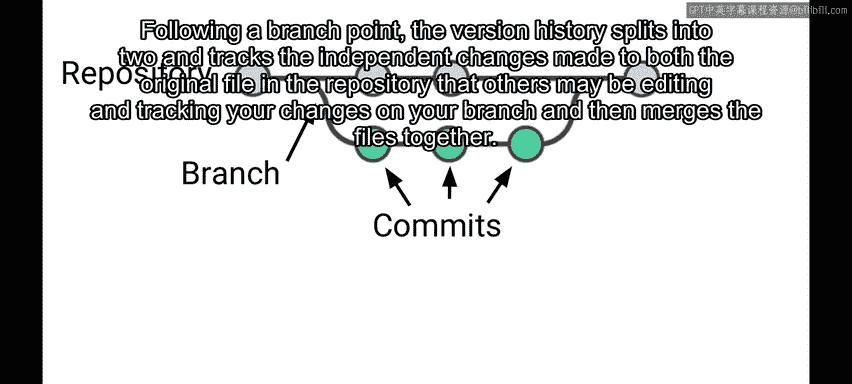 GPT中英字幕课程资源@bilibili.com
Following a branch point, the version history splits into
two and tracks the independent changes made to both the
Repository
original file in the repository that others may be editing
and tracking your changes on your branch and then merges the
files together.
Branch
Commits